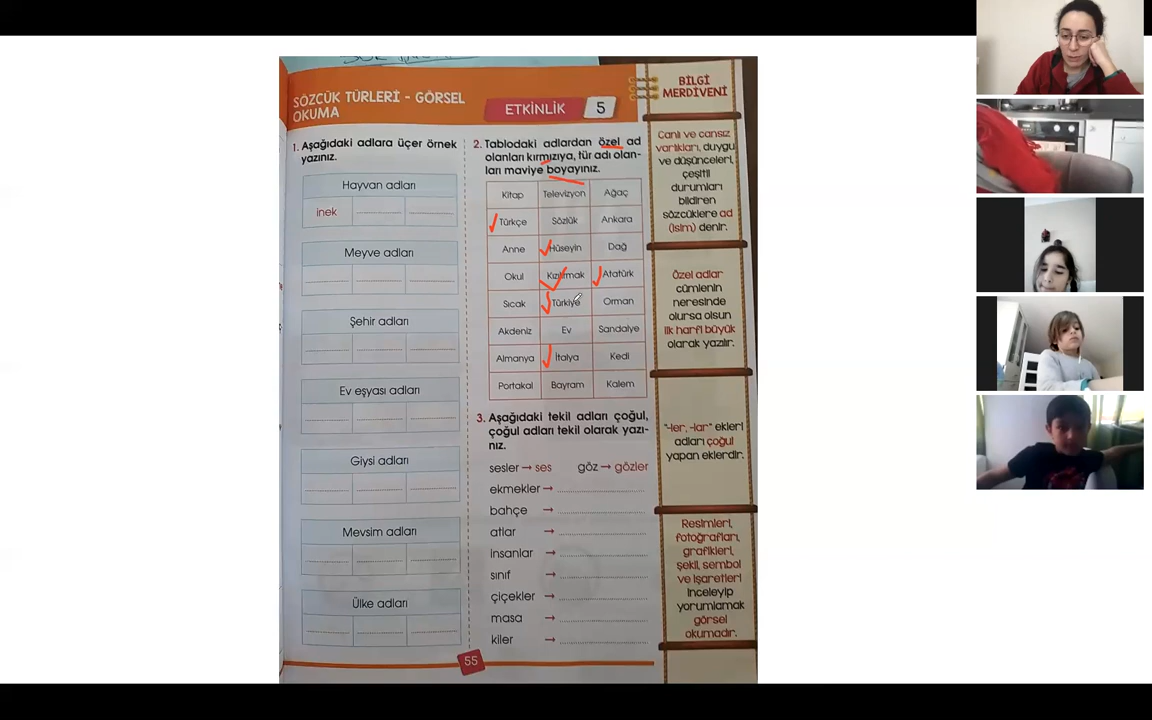 SÖZCÜK TÜRLERİ - GÖRSEL
OKUMA
ETKİNLİK 5
1. Aşağıdaki adlara üçer örnek
yazınız.
Hayvan adları
inek
Meyve adları
Şehir adları
Ev eşyası adları
Giysi adları
Mevsim adları
Ülke adları
2. Tablodaki adlardan özel ad
olanları kırmızıya, tür adı olan-
ları maviye boyayınız.
Kitap Televizyon Ağaç
Türkçe Sözlük Ankara
Anne Hüseyin Dağ
Okul Kızılırmak Atatürk
Sıcak Türkiye Orman
Akdeniz Ev Sandalye
Almanya İtalya Kedi
Portakal Bayram Kalem
3. Aşağıdaki tekil adları çoğul,
çoğul adları tekil olarak yazı-
nız.
sesler → ses göz → gözler
ekmekler →
bahçe →
atlar →
insanlar →
sınıf →
çiçekler →
masa →
kiler →
BİLGİ
MERDİVENİ
Canlı ve cansız
varlıkları, duygu
ve düşünceleri,
çeşitli
durumları
bildiren
sözcüklere ad
(isim) denir.
Özel adlar
cümlenin
neresinde
olursa olsun
ilk harfi büyük
olarak yazılır.
"-ler, -lar" ekleri
adları çoğul
yapan eklerdir.
Resimleri,
fotoğrafları,
grafikleri,
şekil, sembol
ve işaretleri
inceleyip
yorumlamak
görsel
okumadır.
55